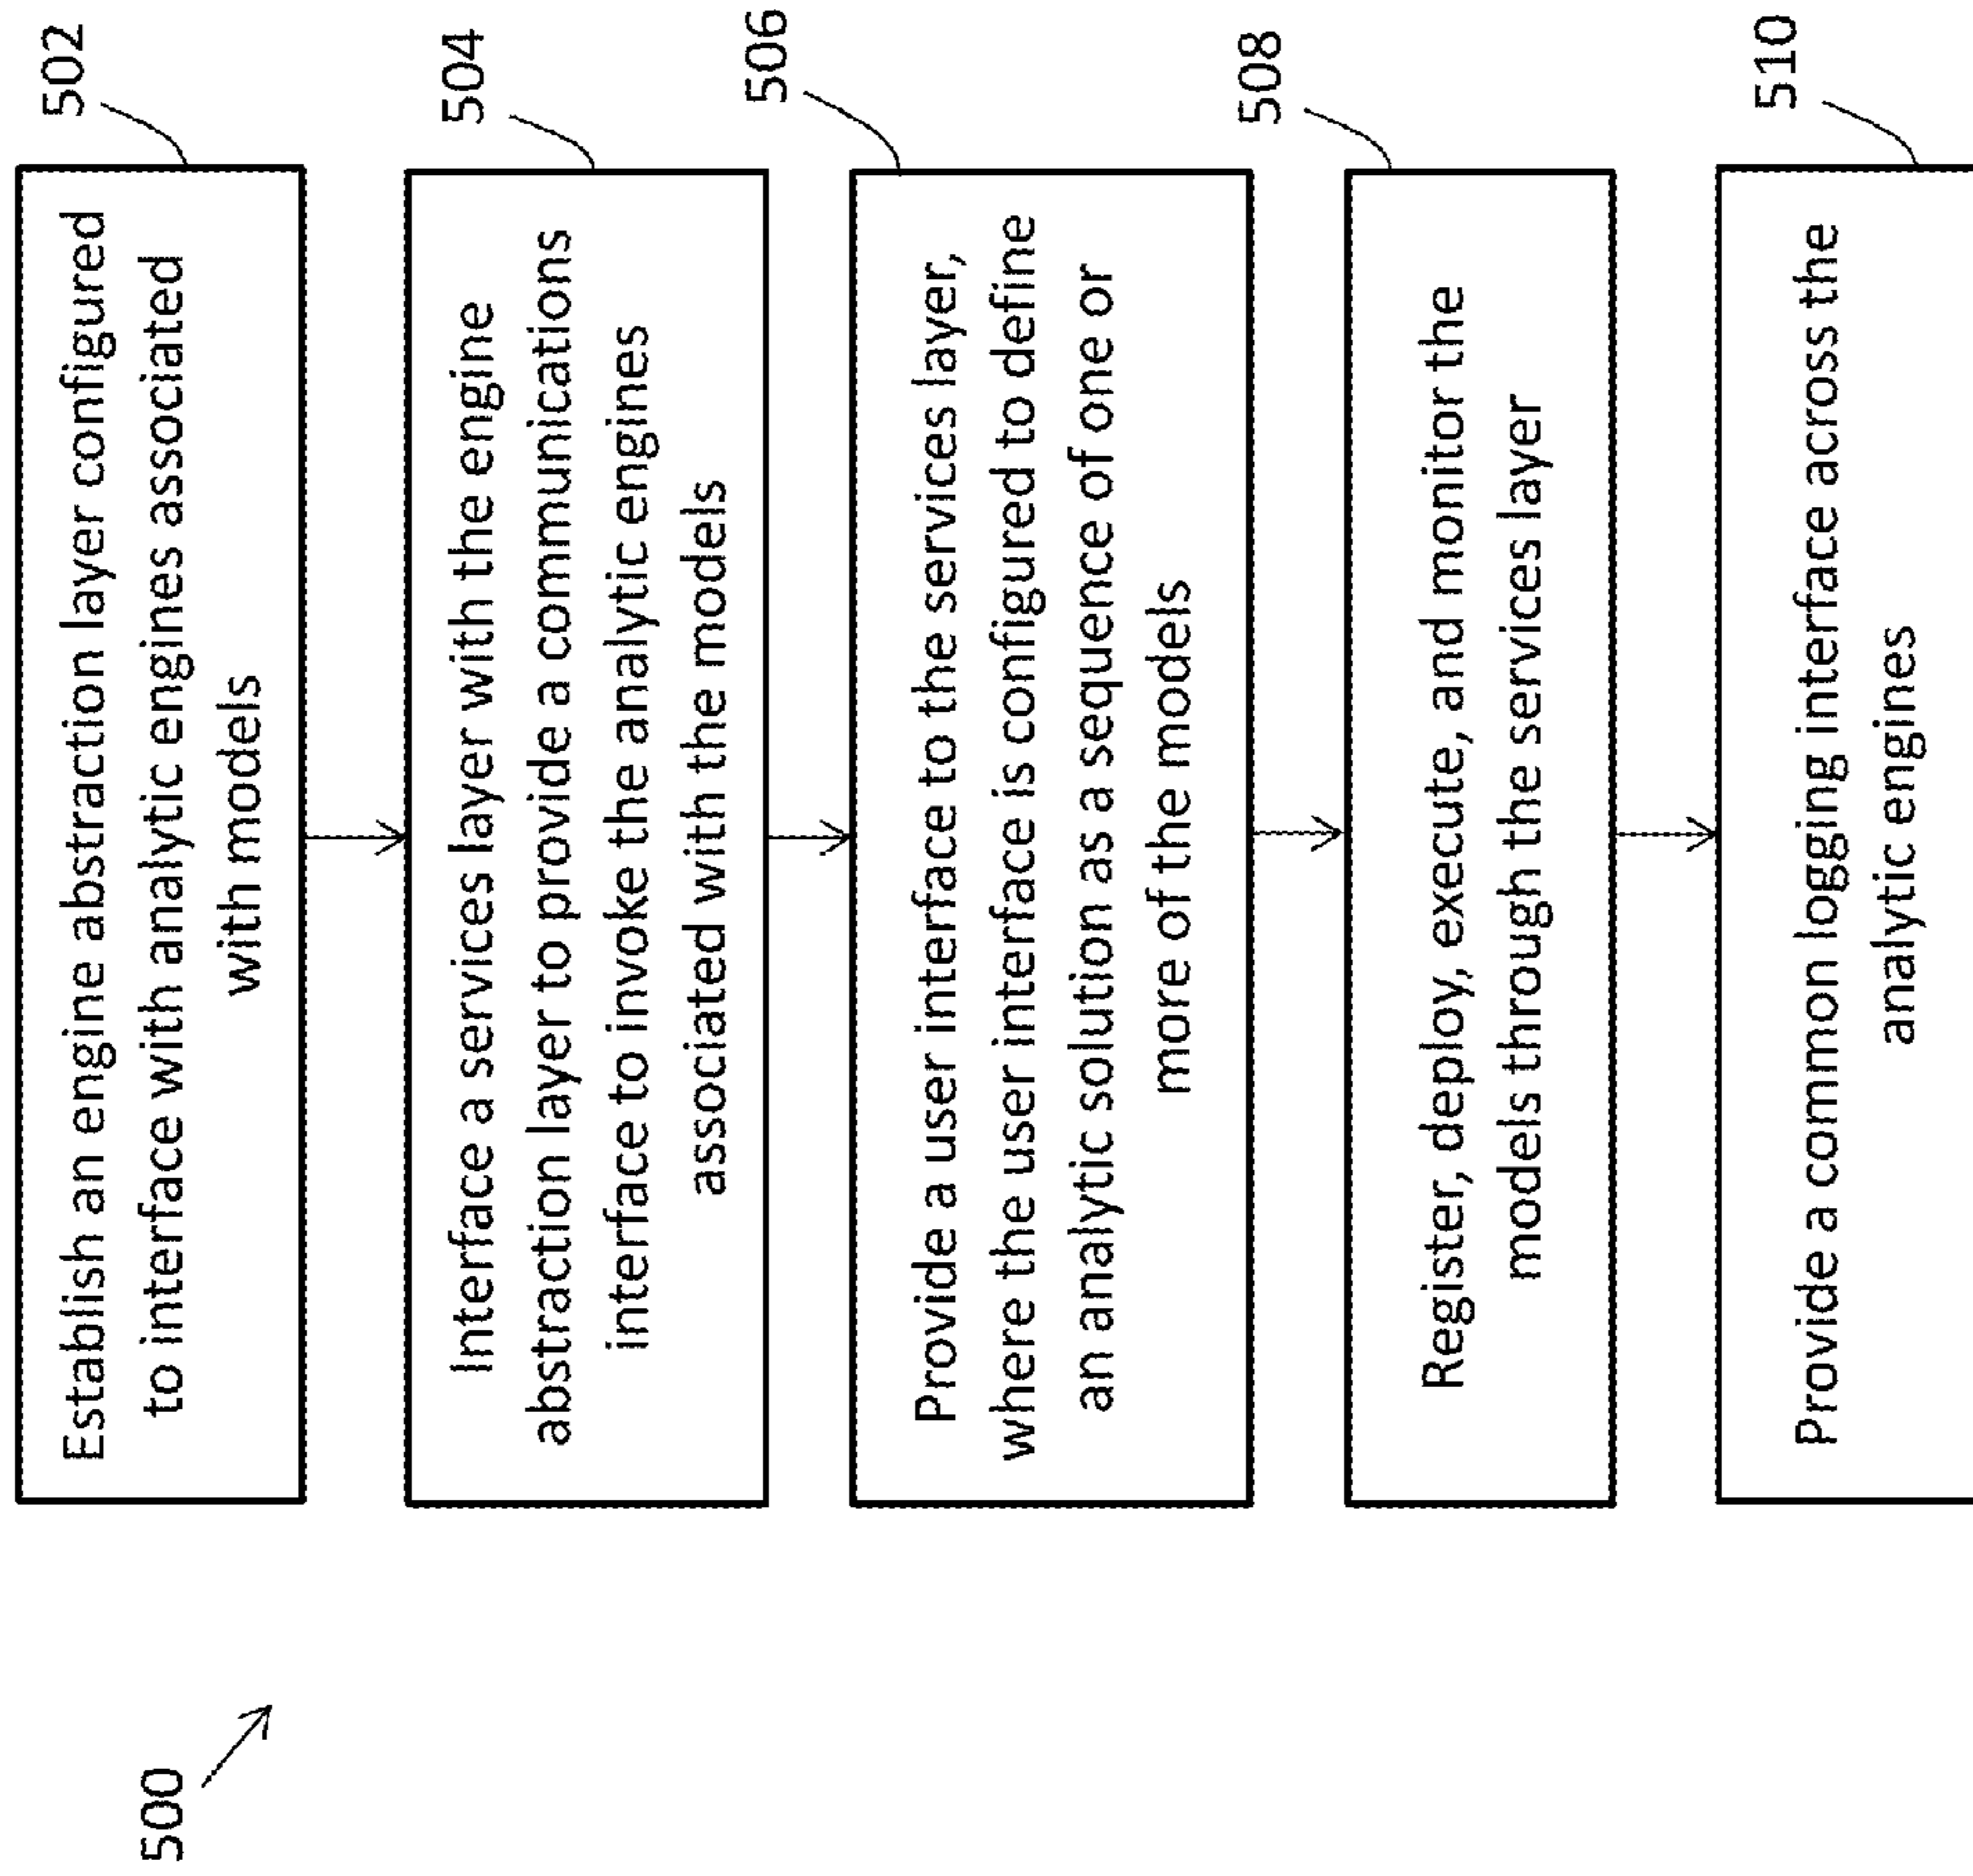 500
502
Establish an engine abstraction layer configured
to interface with analytic engines associated
with models
504
Interface a services layer with the engine
abstraction layer to provide a communications
interface to invoke the analytic engines
associated with the models
506
Provide a user interface to the services layer,
where the user interface is configured to define
an analytic solution as a sequence of one or
more of the models
508
Register, deploy, execute, and monitor the
models through the services layer
510
Provide a common logging interface across the
analytic engines